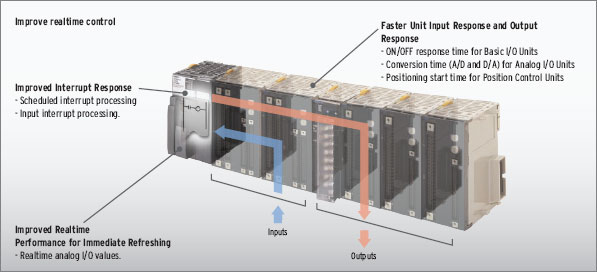 Improve realtime control
Faster Unit Input Response and Output
Response
- ON/OFF response time for Basic I/O Units
- Conversion time (A/D and D/A) for Analog I/O Units
- Positioning start time for Position Control Units
Improved Interrupt Response
- Scheduled interrupt processing
- Input interrupt processing.
Improved Realtime
Performance for Immediate Refreshing
- Realtime analog I/O values.
Inputs
Outputs